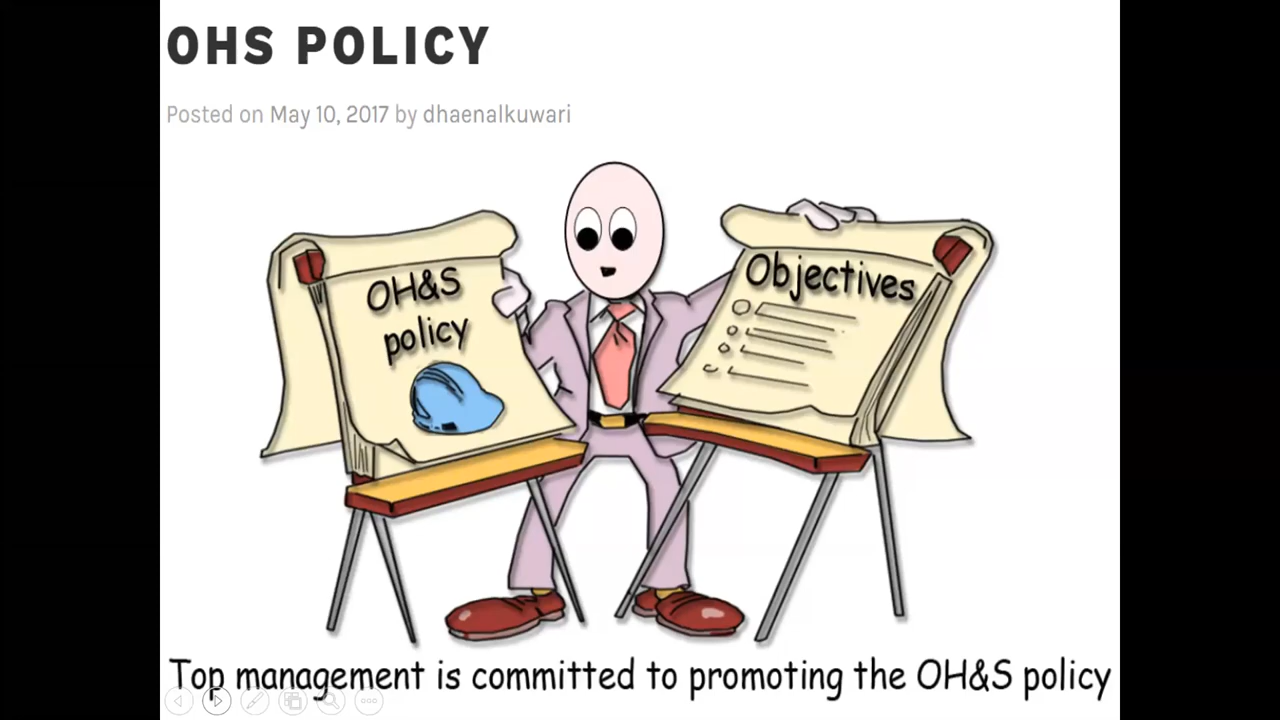 OHS POLICY
Posted on May 10, 2017 by dhaenalkuwari
OH&S
policy
Objectives
Top management is committed to promoting the OH&S policy